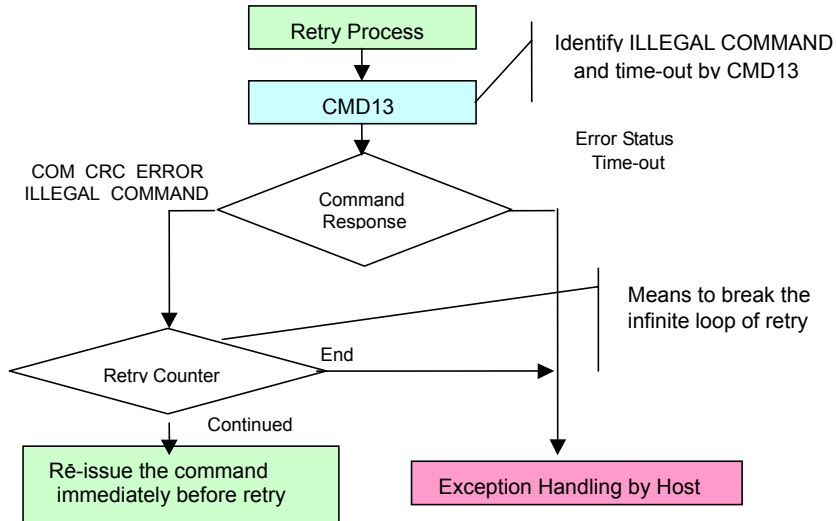 Retry Process
Identify ILLEGAL COMMAND
and time-out by CMD13
CMD13
Error Status
Time-out
COM CRC ERROR
ILLEGAL COMMAND
Command
Response
Means to break the
infinite loop of retry
End
Retry Counter
Continued
Re-issue the command
immediately before retry
Exception Handling by Host